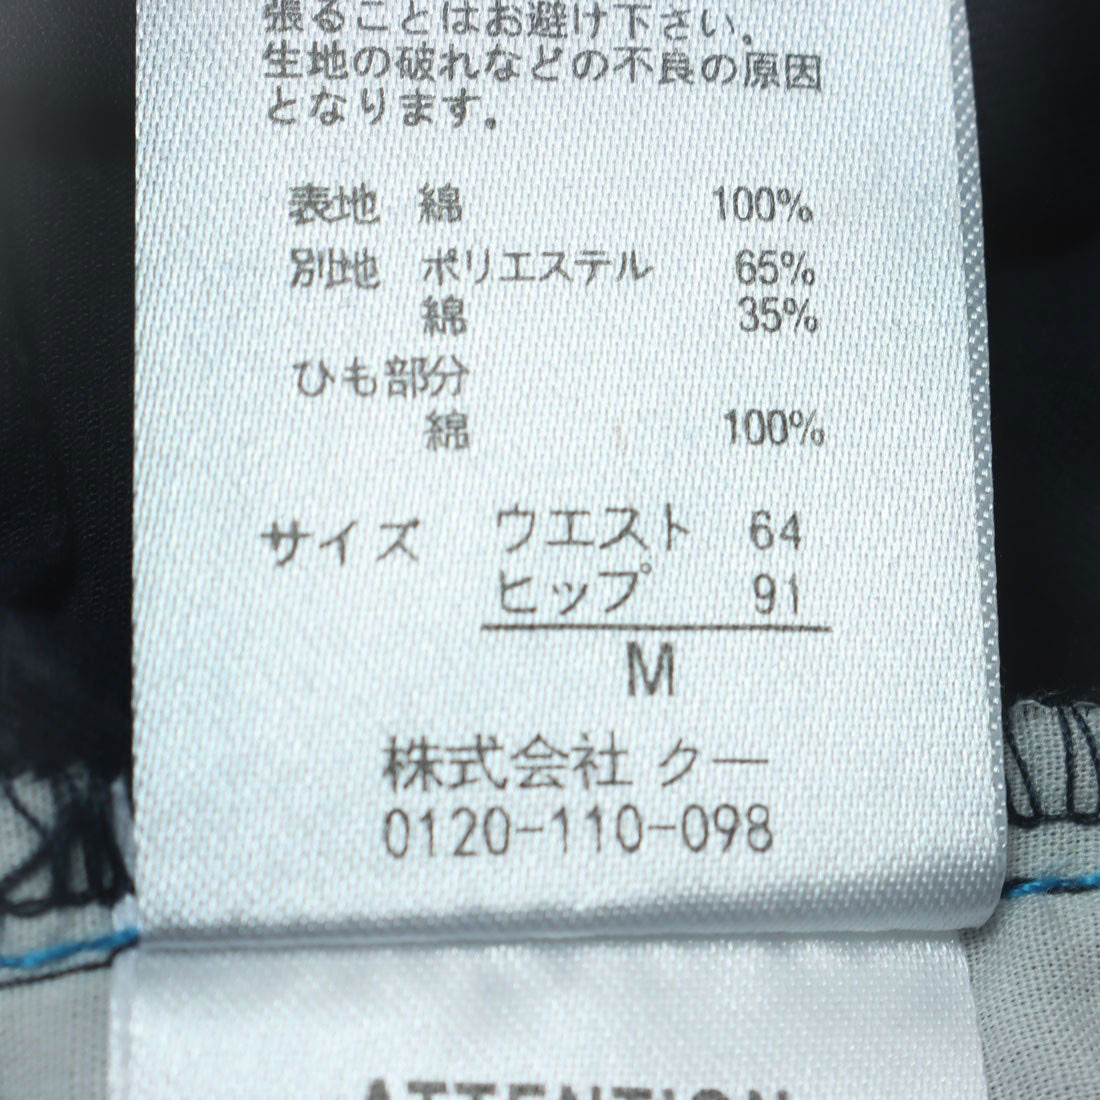 張ることはお避け下さい。
生地の破れなどの不良の原因
となります。
表地 綿 100%
別地 ポリエステル 65%
綿 35%
ひも部分
綿 100%
サイズ ウエスト 64
ヒップ 91
M
株式会社 クー
0120-110-098
ATTENTION